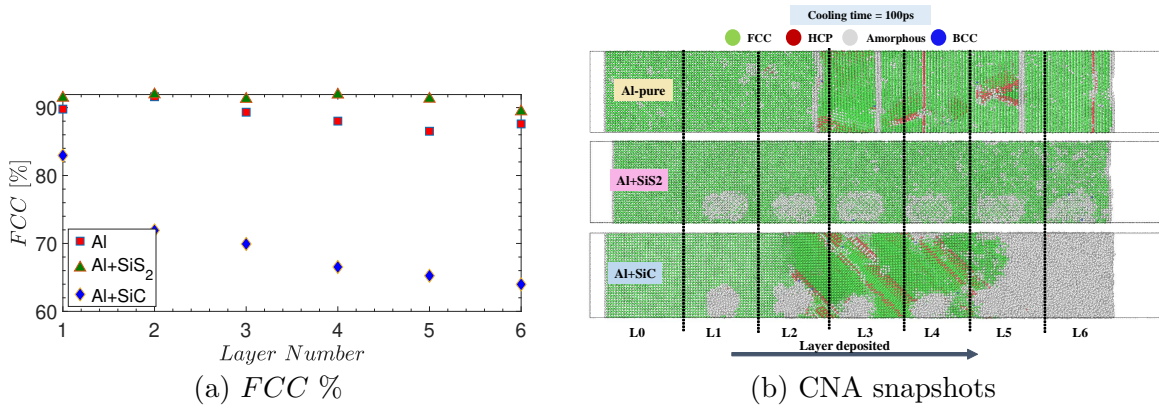 90
80
70
60
FCC [%]
Al
Al+SiS2
Al+SiC
1 2 3 4 5 6
Layer Number
(a) FCC %
Cooling time = 100ps
FCC HCP Amorphous BCC
Al-pure
Al+SiS2
Al+SiC
L0 L1 L2 L3 L4 L5 L6
Layer deposited
(b) CNA snapshots